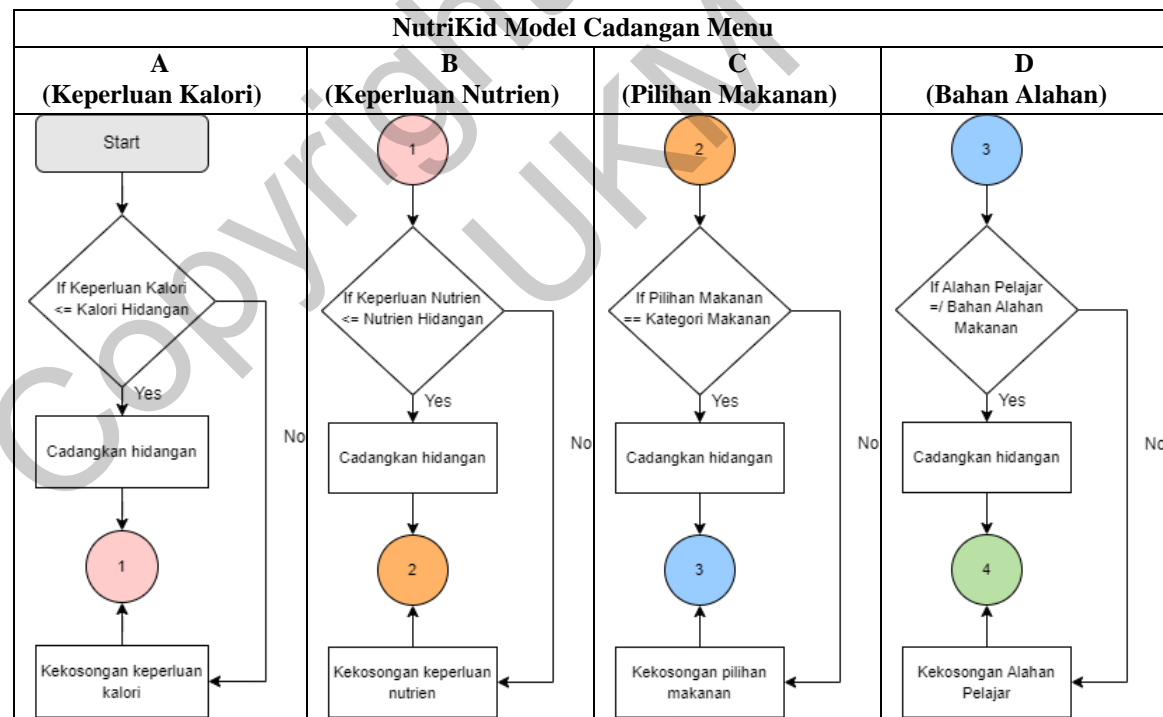 NutriKid Model Cadangan Menu
A
(Keperluan Kalori)
B
(Keperluan Nutrien)
C
(Pilihan Makanan)
D
(Bahan Alahan)
Start
If Keperluan Kalori
<= Kalori Hidangan
Yes
No
Cadangkan hidangan
1
Kekosongan keperluan
kalori
1
If Keperluan Nutrien
<= Nutrien Hidangan
Yes
No
Cadangkan hidangan
2
Kekosongan keperluan
nutrien
2
If Pilihan Makanan
== Kategori Makanan
Yes
No
Cadangkan hidangan
3
Kekosongan pilihan
makanan
3
If Alahan Pelajar
=/ Bahan Alahan
Makanan
Yes
No
Cadangkan hidangan
4
Kekosongan Alahan
Pelajar
Copyright
UKM